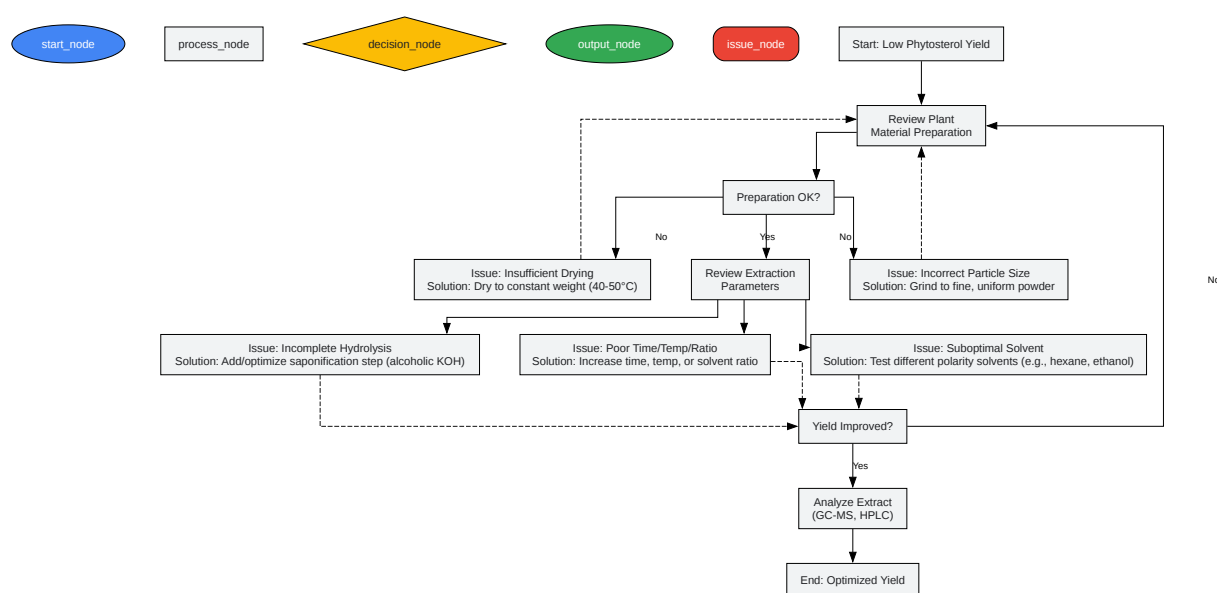 start_node
process_node
decision_node
output_node
issue_node
Start: Low Phytosterol Yield
Review Plant
Material Preparation
Preparation OK?
No
Yes
No
Issue: Insufficient Drying
Solution: Dry to constant weight (40-50°C)
Review Extraction
Parameters
Issue: Incorrect Particle Size
Solution: Grind to fine, uniform powder
No
Issue: Incomplete Hydrolysis
Solution: Add/optimize saponification step (alcoholic KOH)
Issue: Poor Time/Temp/Ratio
Solution: Increase time, temp, or solvent ratio
Issue: Suboptimal Solvent
Solution: Test different polarity solvents (e.g., hexane, ethanol)
Yield Improved?
Yes
Analyze Extract
(GC-MS, HPLC)
End: Optimized Yield